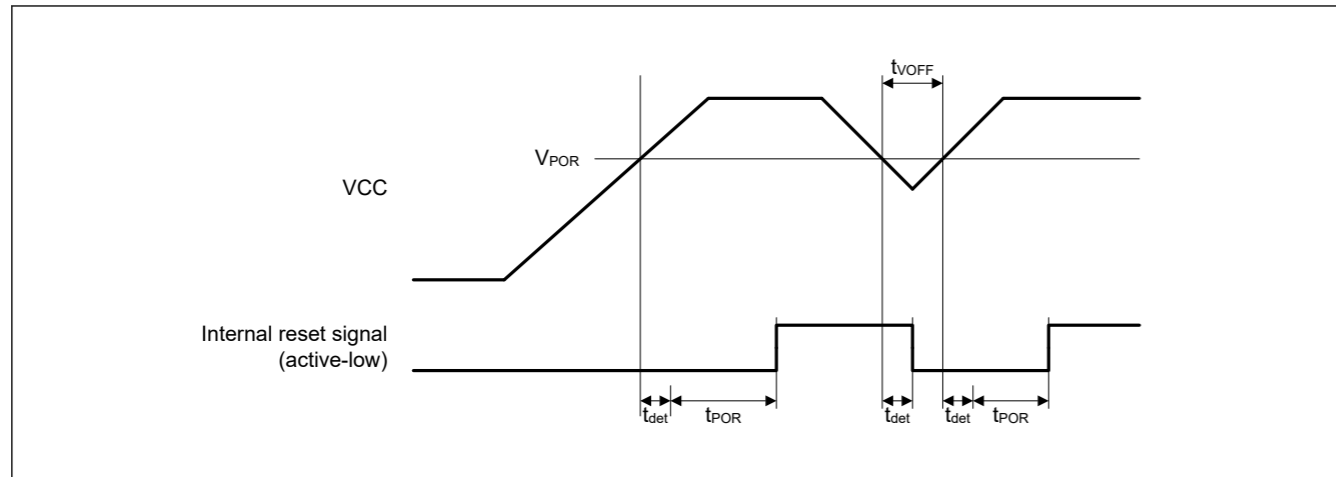 tVOFF
VPOR
VCC
Internal reset signal
(active-low)
tdet
tPOR
tdet
tdet
tPOR